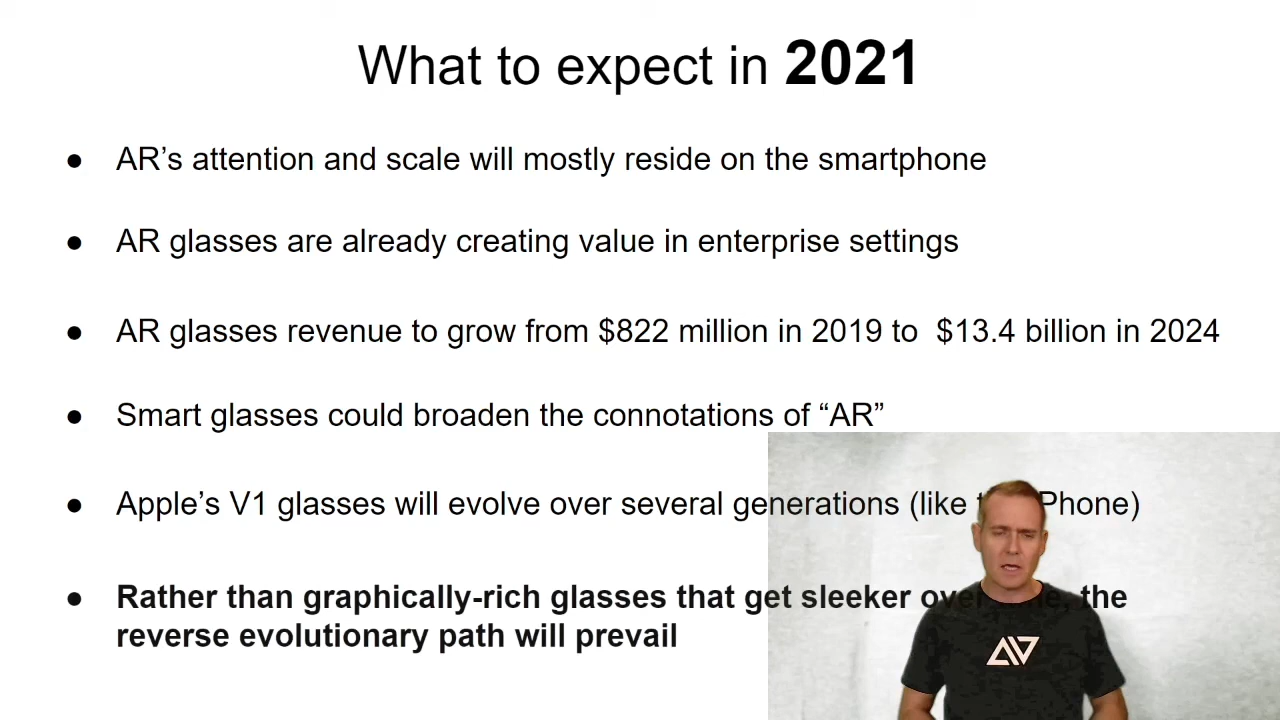 What to expect in 2021
● AR’s attention and scale will mostly reside on the smartphone
● AR glasses are already creating value in enterprise settings
● AR glasses revenue to grow from $822 million in 2019 to  $13.4 billion in 2024
● Smart glasses could broaden the connotations of “AR”
● Apple’s V1 glasses will evolve over several generations (like Phone)
● Rather than graphically-rich glasses that get sleeker over the
reverse evolutionary path will prevail